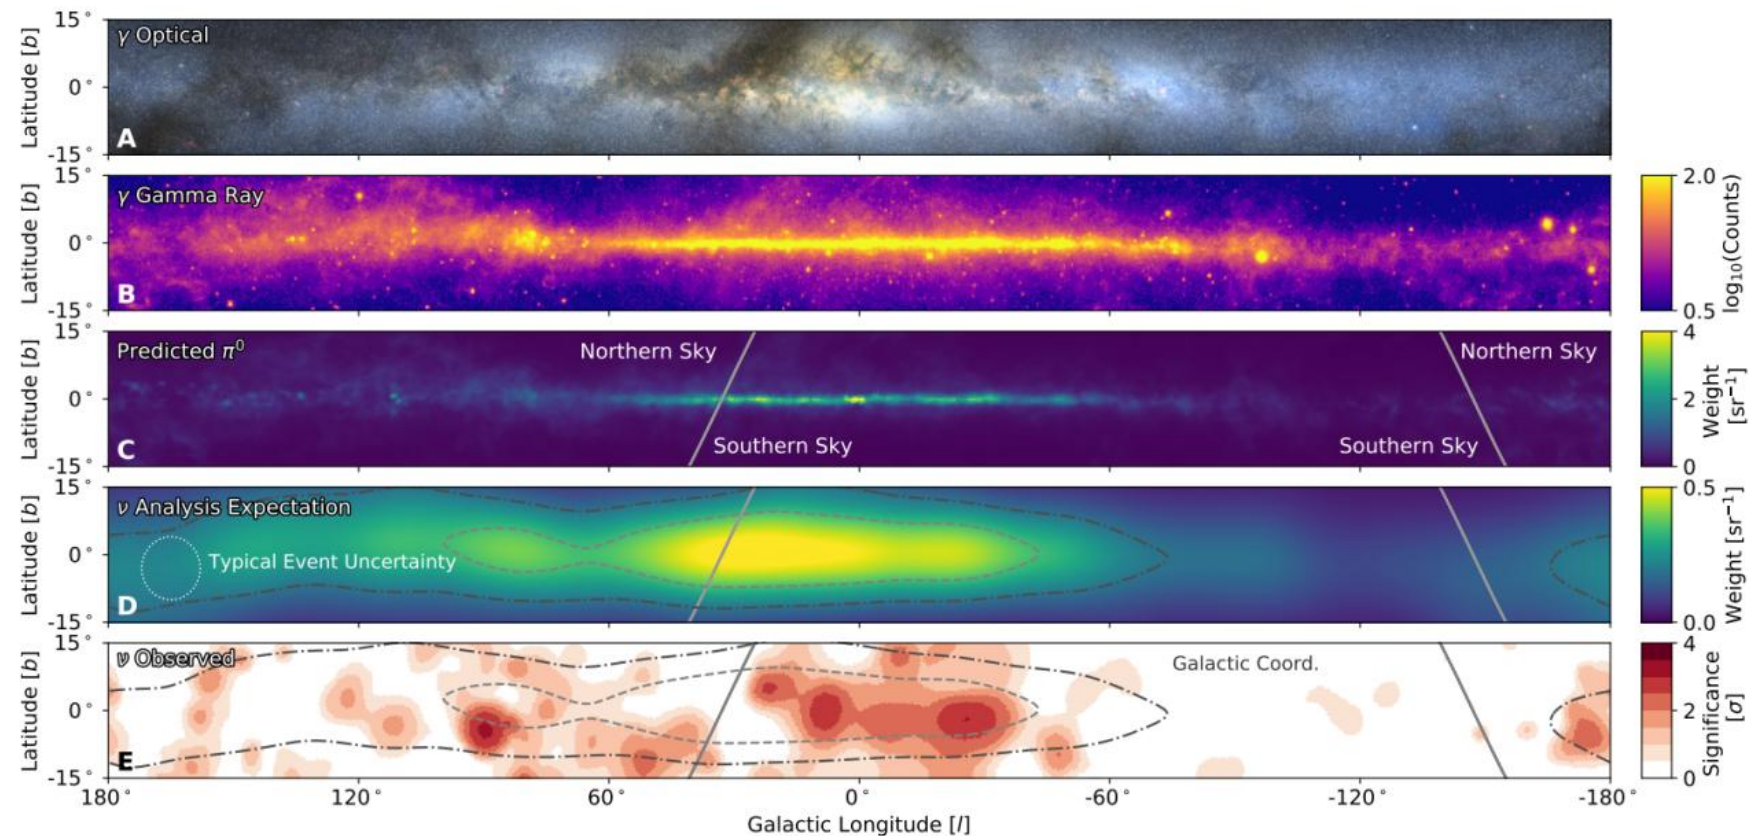 15°
0°
-15°
Latitude [b]
γ Optical
A
15°
0°
-15°
Latitude [b]
γ Gamma Ray
B
2.0
0.5
log₁₀(Counts)
15°
0°
-15°
Latitude [b]
Predicted π⁰
Northern Sky
Northern Sky
Southern Sky
Southern Sky
C
4
2
0
Weight
[sr⁻¹]
15°
0°
-15°
Latitude [b]
ν Analysis Expectation
Typical Event Uncertainty
D
0.5
0.0
Weight [sr⁻¹]
15°
0°
-15°
Latitude [b]
ν Observed
Galactic Coord.
E
4
2
0
Significance
[σ]
180
120
60°
0°
-60°
-120°
-180°
Galactic Longitude [l]